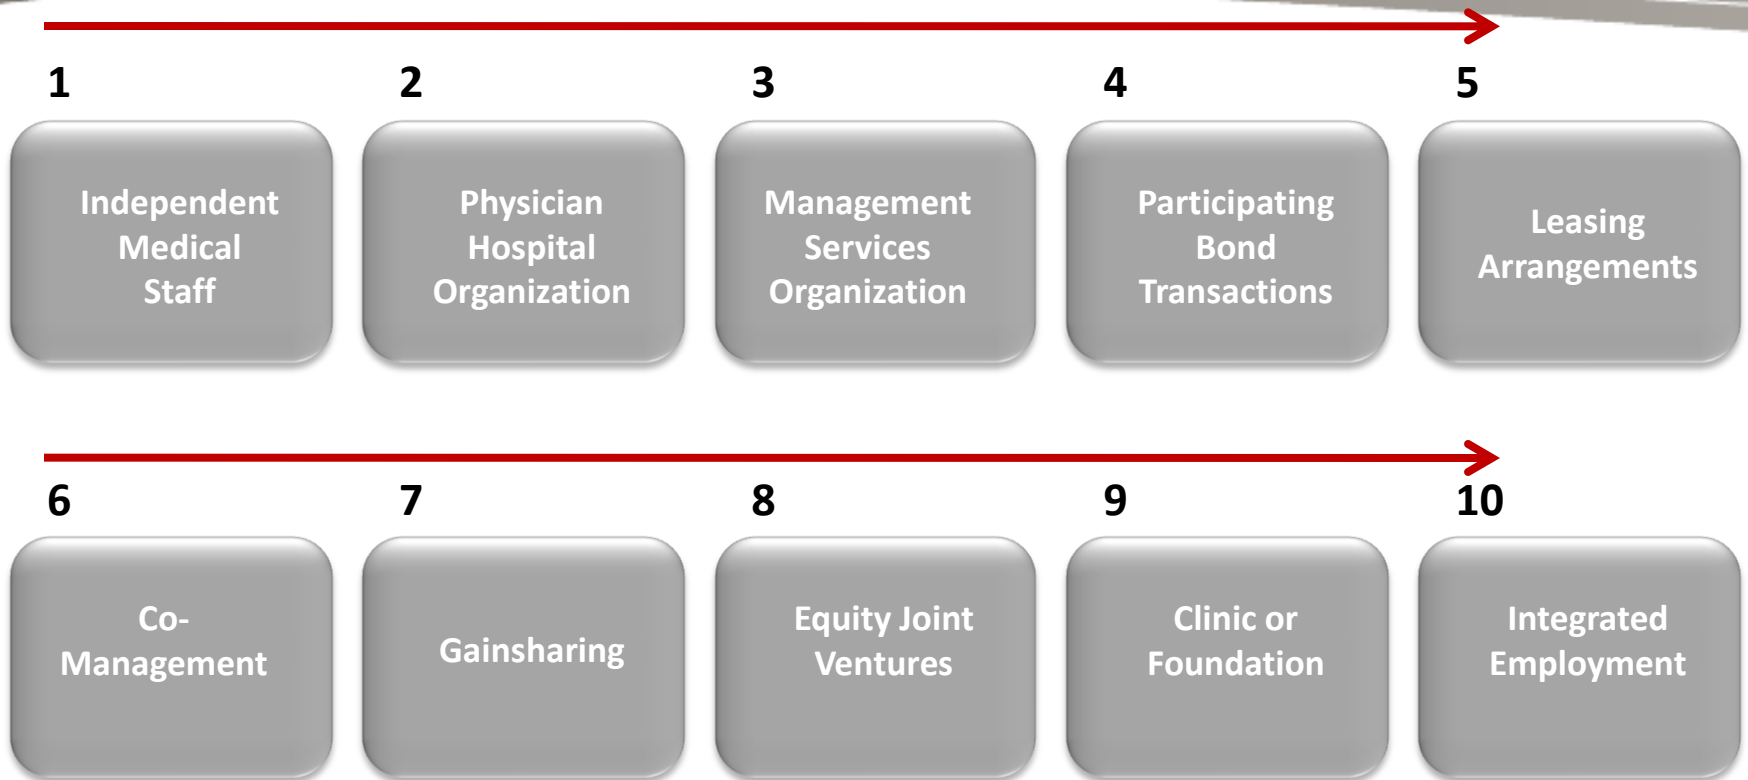 1
2
3
4
5
Independent
Medical
Staff
Physician
Hospital
Organization
Management
Services
Organization
Participating
Bond
Transactions
Leasing
Arrangements
6
7
8
9
10
Co-
Management
Gainsharing
Equity Joint
Ventures
Clinic or
Foundation
Integrated
Employment